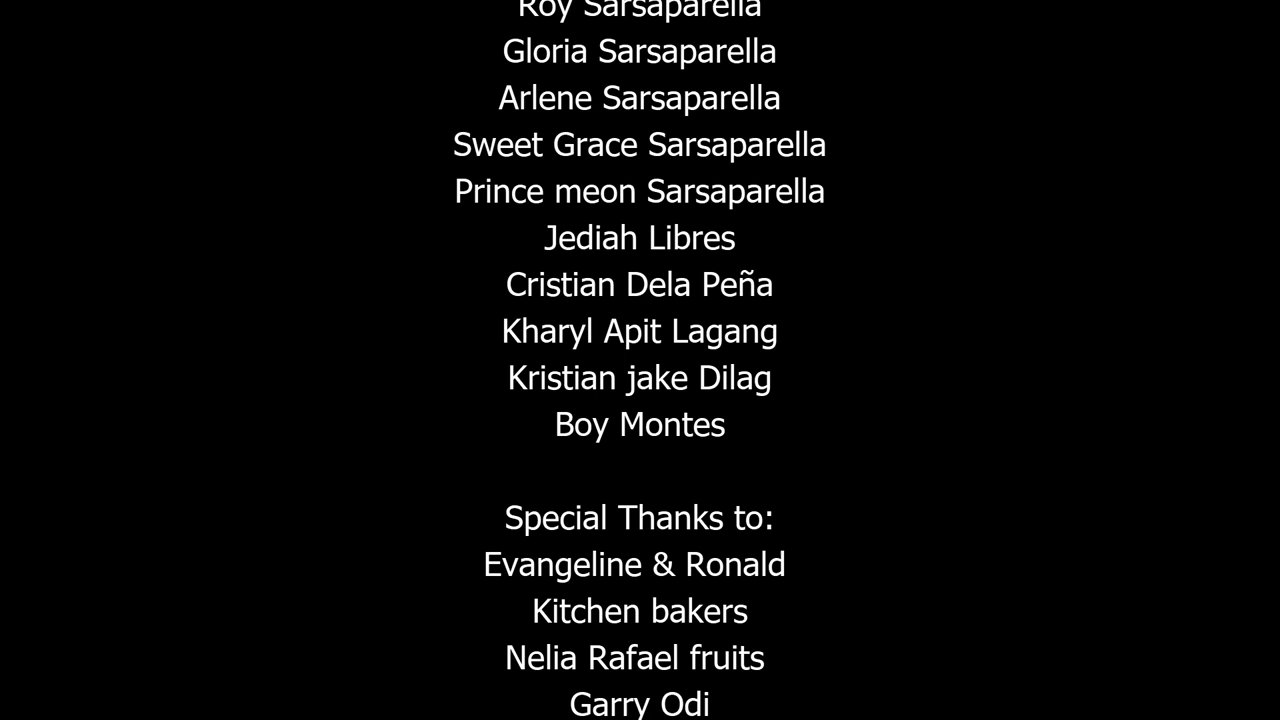 Roy Sarsaparella
Gloria Sarsaparella
Arlene Sarsaparella
Sweet Grace Sarsaparella
Prince meon Sarsaparella
Jediah Libres
Cristian Dela Peña
Kharyl Apit Lagang
Kristian jake Dilag
Boy Montes
Special Thanks to:
Evangeline & Ronald
Kitchen bakers
Nelia Rafael fruits
Garry Odi